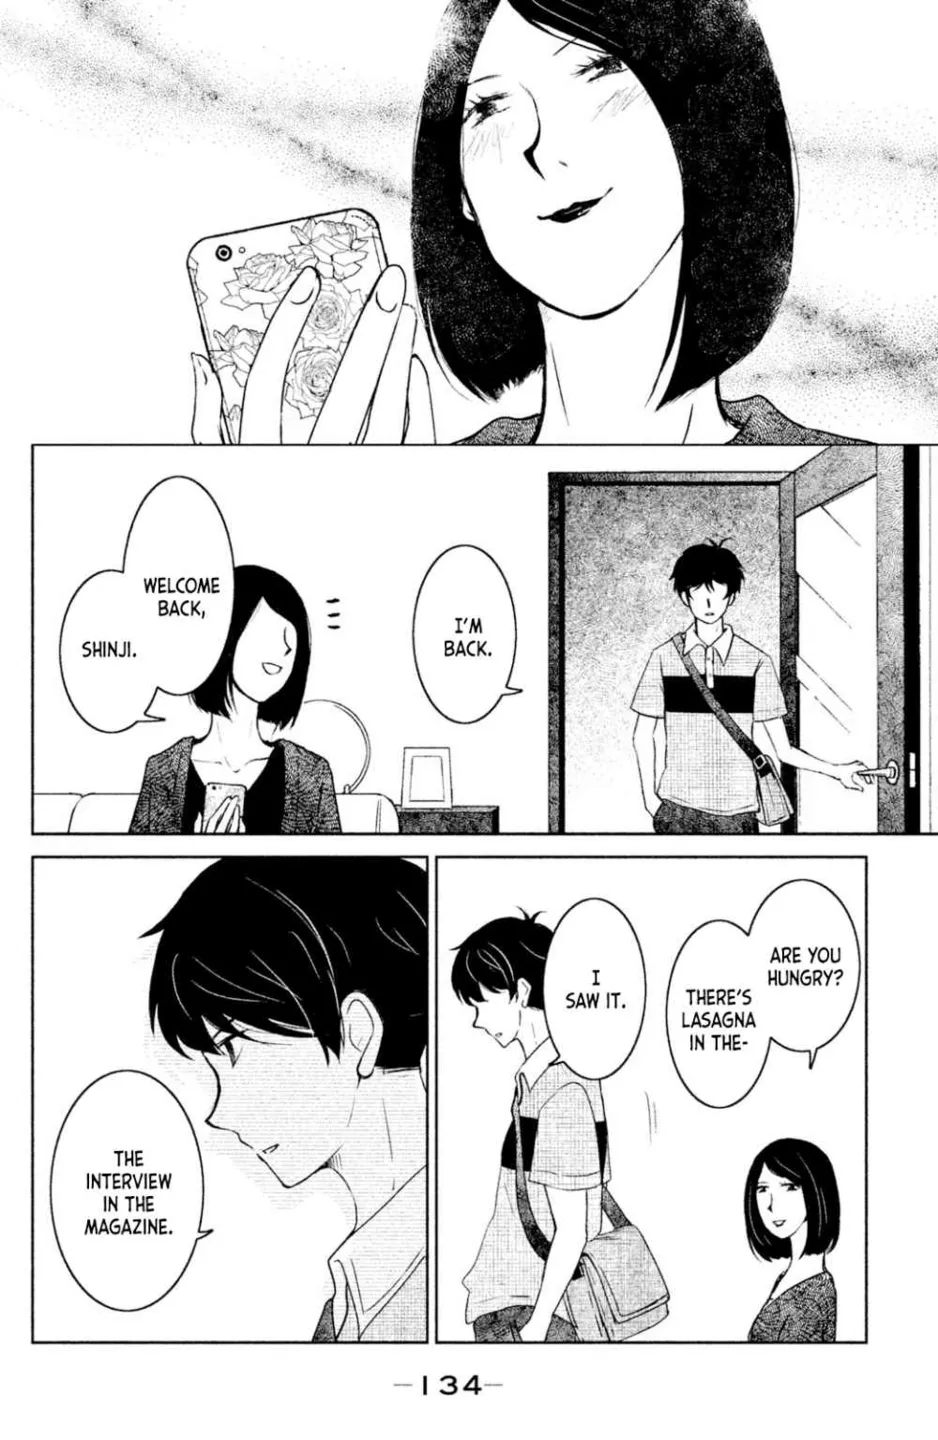 I'M
BACK.
WELCOME
BACK,
SHINJI.
ARE YOU
HUNGRY?
THERE'S
LASAGNA
IN THE-
I
SAW IT.
THE
INTERVIEW
IN THE
MAGAZINE.
—134—